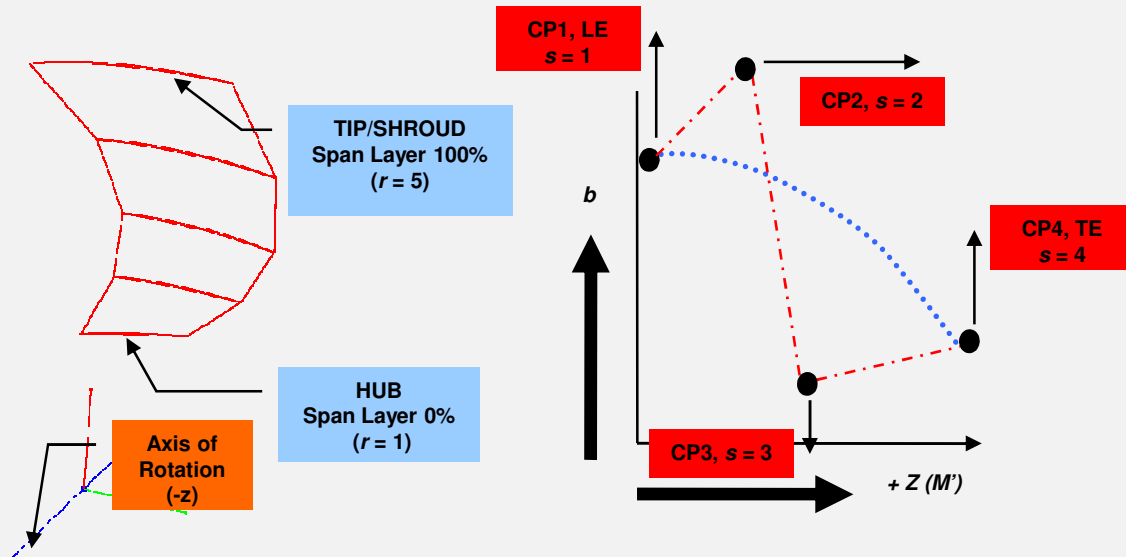 CP1, LE
s = 1
CP2, s = 2
TIP/SHROUD
Span Layer 100%
(r = 5)
b
CP4, TE
s = 4
HUB
Span Layer 0%
(r = 1)
Axis of
Rotation
(-z)
CP3, s = 3
+ Z (M’)